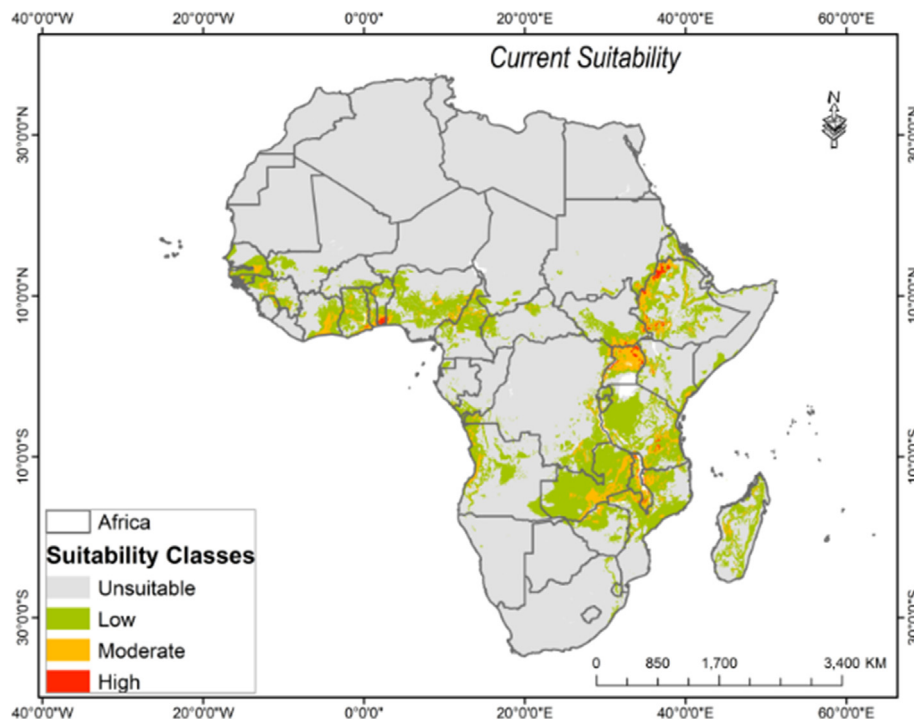 40°0'0"W 20°0'0"W 0°0'0" 20°0'0"E 40°0'0"E 60°0'0"E
Current Suitability
N
30°0'0"N 30°0'0"N
10°0'0"N 10°0'0"N
10°0'0"S 10°0'0"S
30°0'0"S 30°0'0"S
Africa
Suitability Classes
Unsuitable
Low
Moderate
High
0 850 1,700 3,400 KM
40°0'0"W 20°0'0"W 0°0'0" 20°0'0"E 40°0'0"E 60°0'0"E